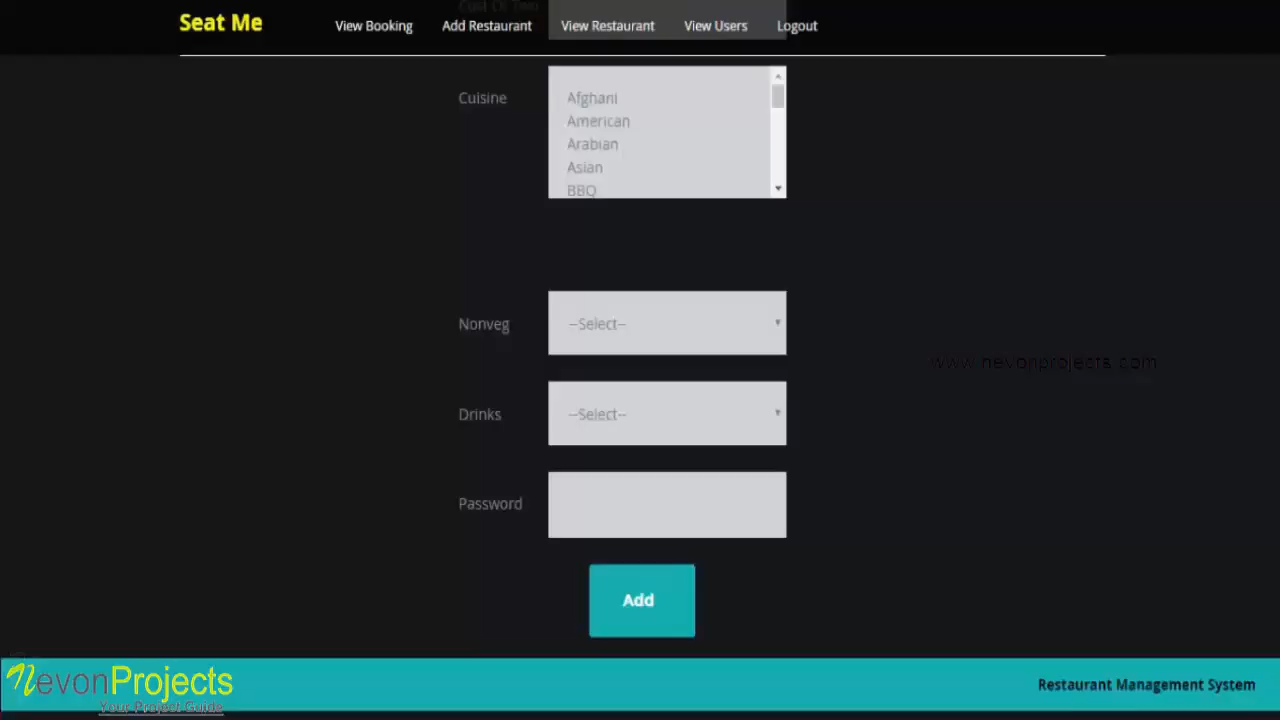 Seat Me
View Booking
Add Restaurant
View Restaurant
View Users
Logout
Cuisine
Afghani
American
Arabian
Asian
BBQ
Nonveg
--Select--
www.nevonprojects.com
Drinks
--Select--
Password
Add
NevonProjects
Your Project Guide
Restaurant Management System